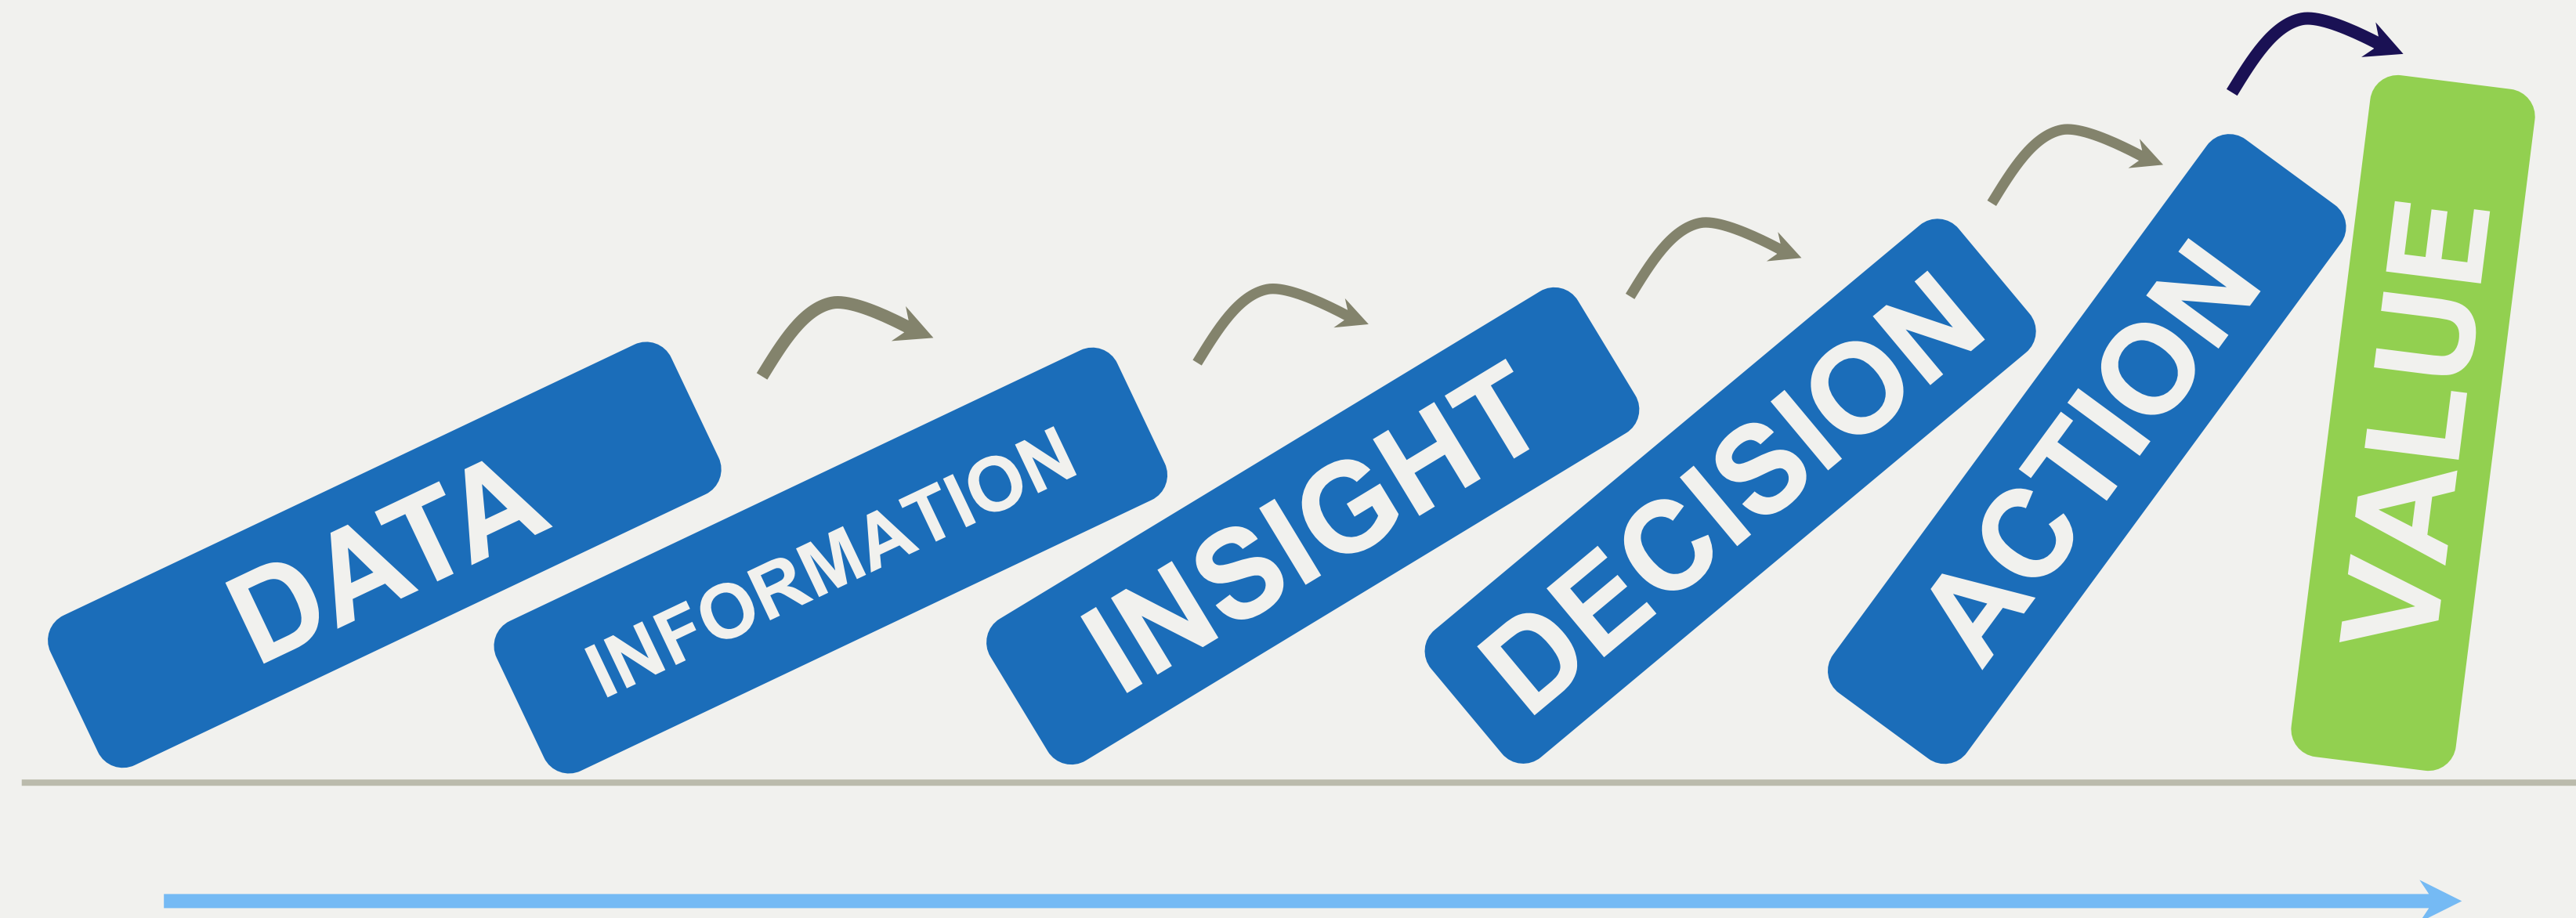 DATA
INFORMATION
INSIGHT
DECISION
ACTION
VALUE